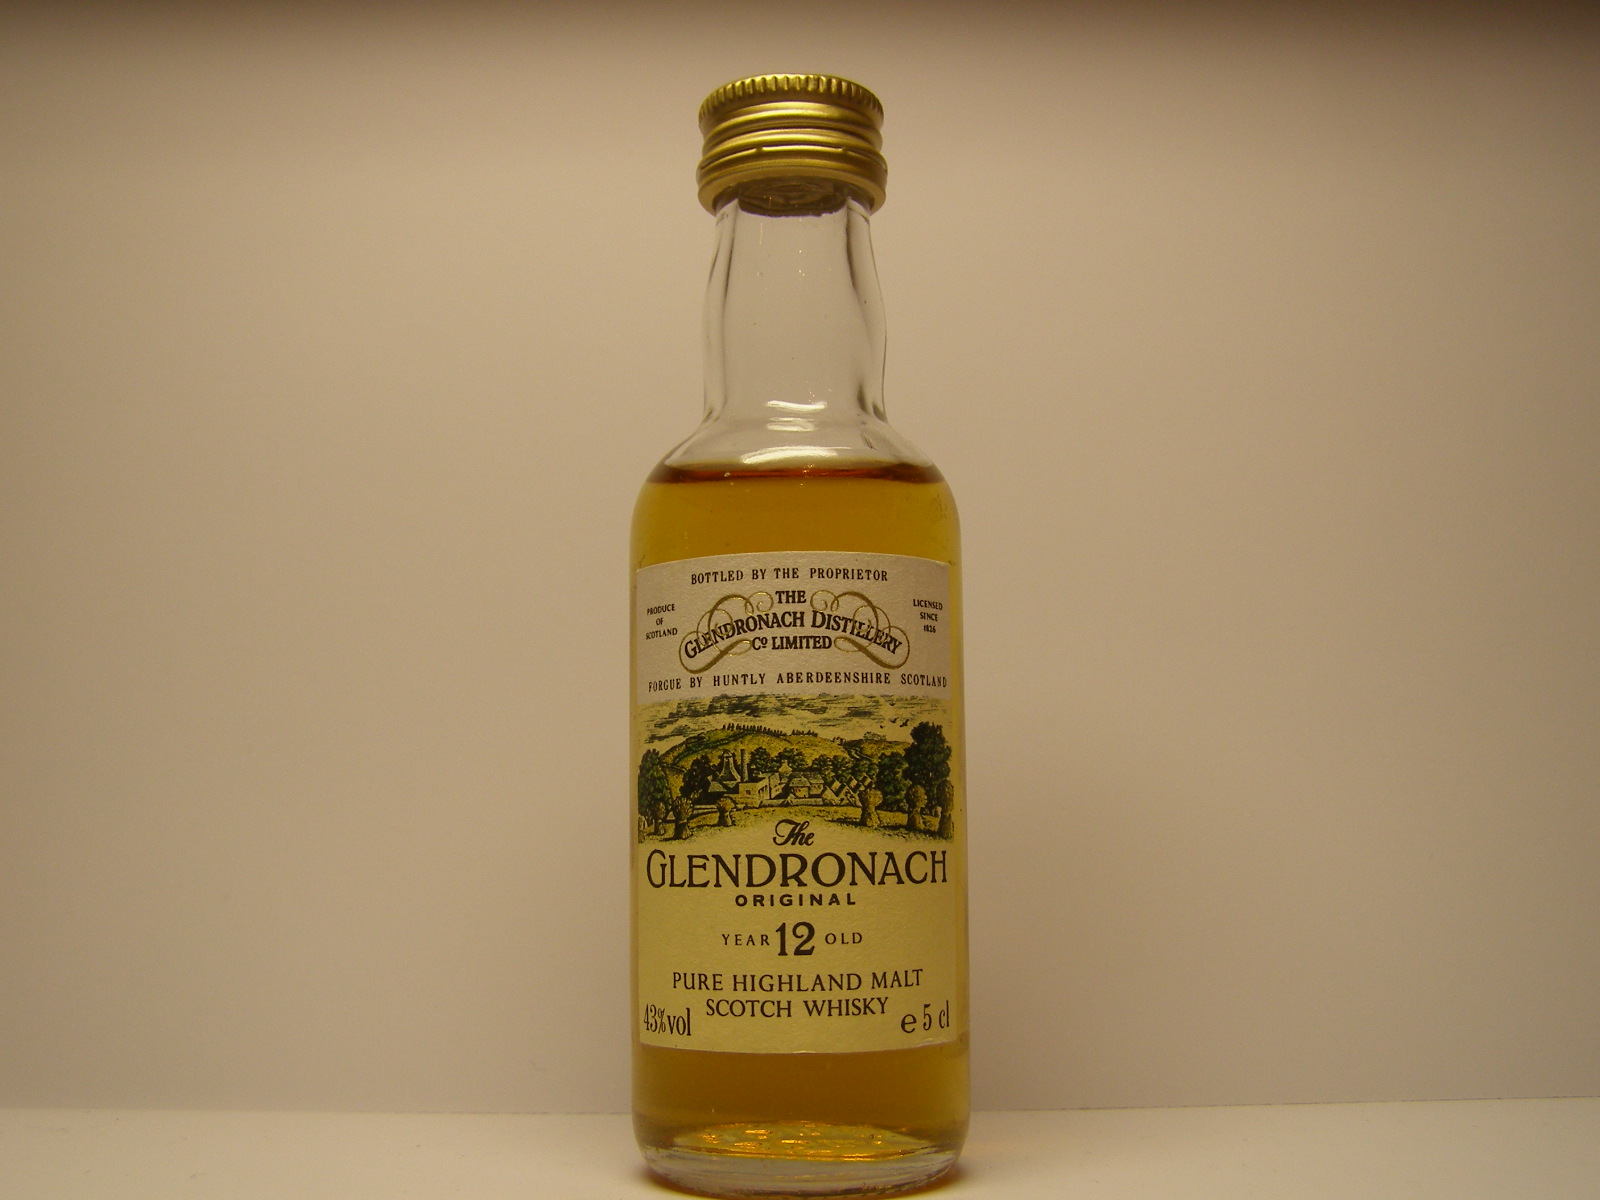 BOTTLED BY THE PROPRIETOR
PRODUCE
OF
SCOTLAND
THE
GLENDRONACH DISTILLERY
Cº LIMITED
LICENSED
SINCE
1826
FORGUE BY HUNTLY ABERDEENSHIRE SCOTLAND
The
GLENDRONACH
ORIGINAL
YEAR 12 OLD
PURE HIGHLAND MALT
SCOTCH WHISKY
43%vol
e 5 cl